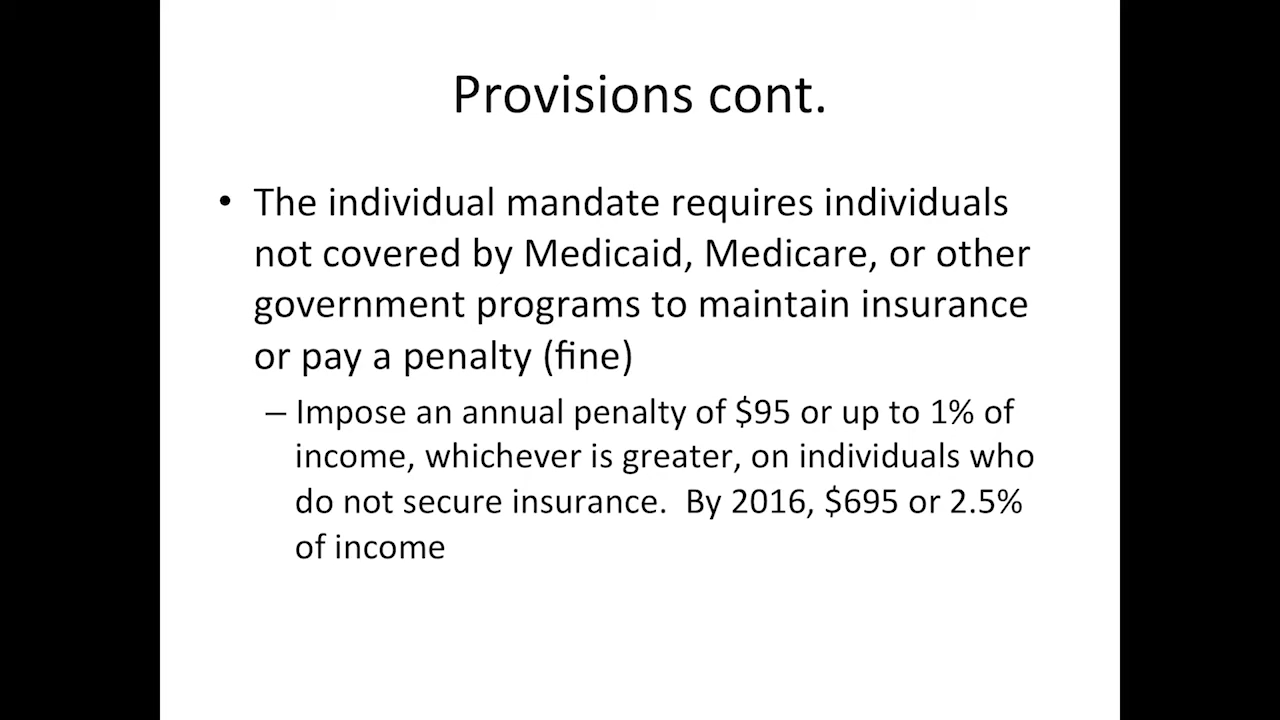 Provisions cont.
• The individual mandate requires individuals
not covered by Medicaid, Medicare, or other
government programs to maintain insurance
or pay a penalty (fine)
– Impose an annual penalty of $95 or up to 1% of
income, whichever is greater, on individuals who
do not secure insurance.  By 2016, $695 or 2.5%
of income